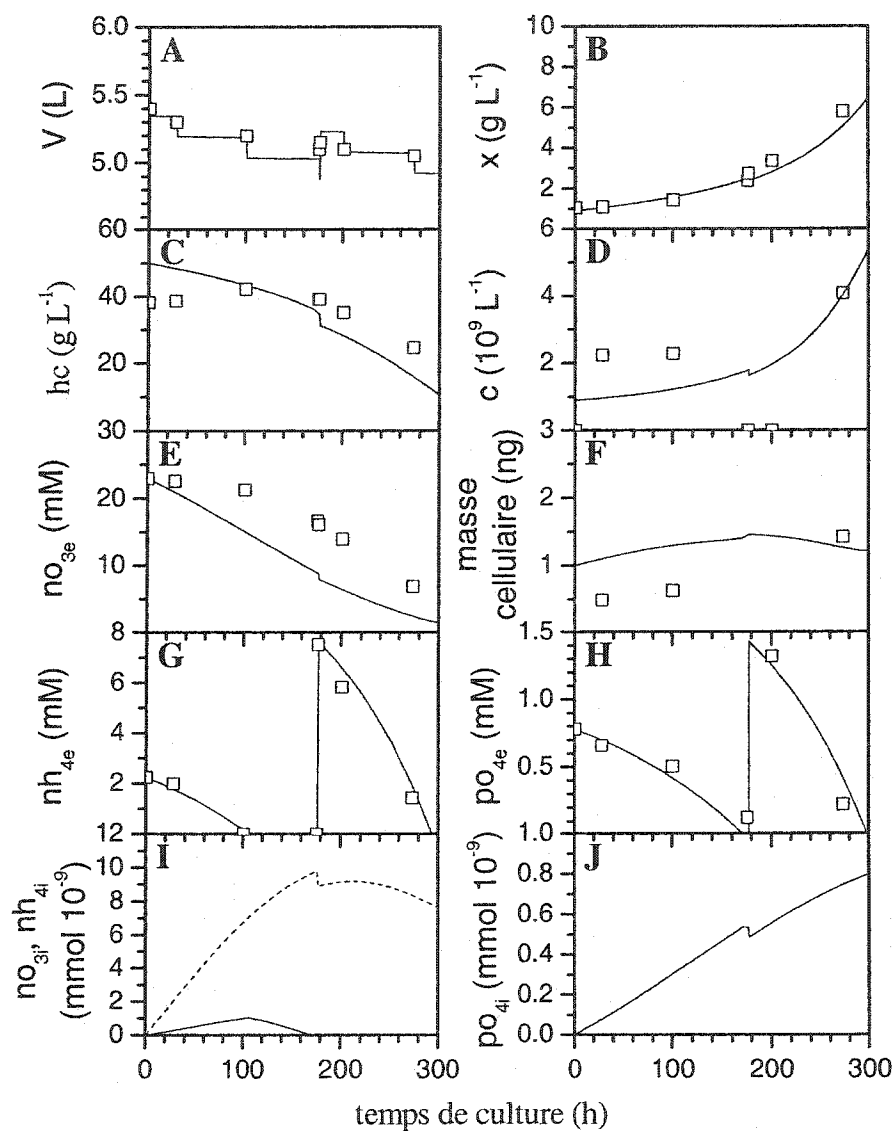 6.0
A
5.5
5.0
V (L)
10
B
8
6
4
2
x (g L⁻¹)
60
C
40
20
hc (g L⁻¹)
6
D
4
2
c (10⁹ L⁻¹)
30
E
20
10
no₃ₑ (mM)
3
F
2
1
masse
cellulaire (ng)
8
G
6
4
2
nh₄ₑ (mM)
1.5
H
1.0
0.5
po₄ₑ (mM)
12
I
10
8
6
4
2
0
no₃ᵢ, nh₄ᵢ
(mmol 10⁻⁹)
1.0
J
0.8
0.6
0.4
0.2
0.0
po₄ᵢ (mmol 10⁻⁹)
0 100 200 300
0 100 200 300
temps de culture (h)